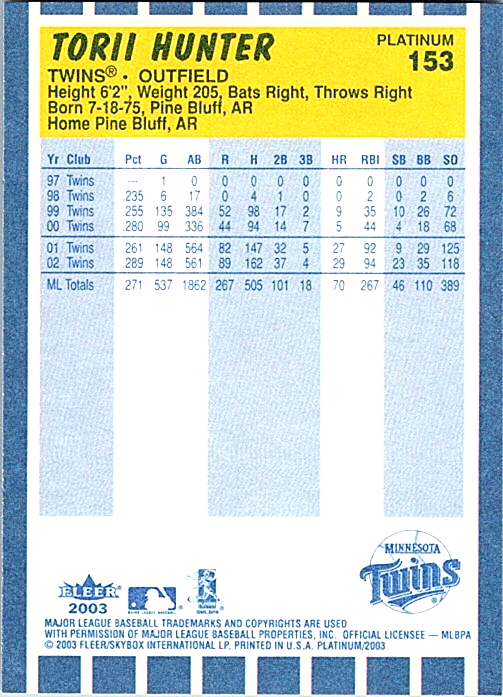 TORII HUNTER
PLATINUM
153
TWINS® • OUTFIELD
Height 6'2", Weight 205, Bats Right, Throws Right
Born 7-18-75, Pine Bluff, AR
Home Pine Bluff, AR
Yr Club Pct G AB R H 2B 3B HR RBI SB BB SO
97 Twins --- 1 0 0 0 0 0 0 0 0 0 0
98 Twins .235 6 17 0 4 1 0 0 2 0 2 6
99 Twins .255 135 384 52 98 17 2 9 35 10 26 72
00 Twins .280 99 336 44 94 14 7 5 44 4 18 68
01 Twins .261 148 564 82 147 32 5 27 92 9 29 125
02 Twins .289 148 561 89 162 37 4 29 94 23 35 118
ML Totals .271 537 1862 267 505 101 18 70 267 46 110 389
MINNESOTA
Twins
FLEER
2003
MAJOR LEAGUE BASEBALL TRADEMARKS AND COPYRIGHTS ARE USED
WITH PERMISSION OF MAJOR LEAGUE BASEBALL PROPERTIES, INC. OFFICIAL LICENSEE — MLBPA
© 2003 FLEER/SKYBOX INTERNATIONAL LP. PRINTED IN U.S.A. PLATINUM/2003